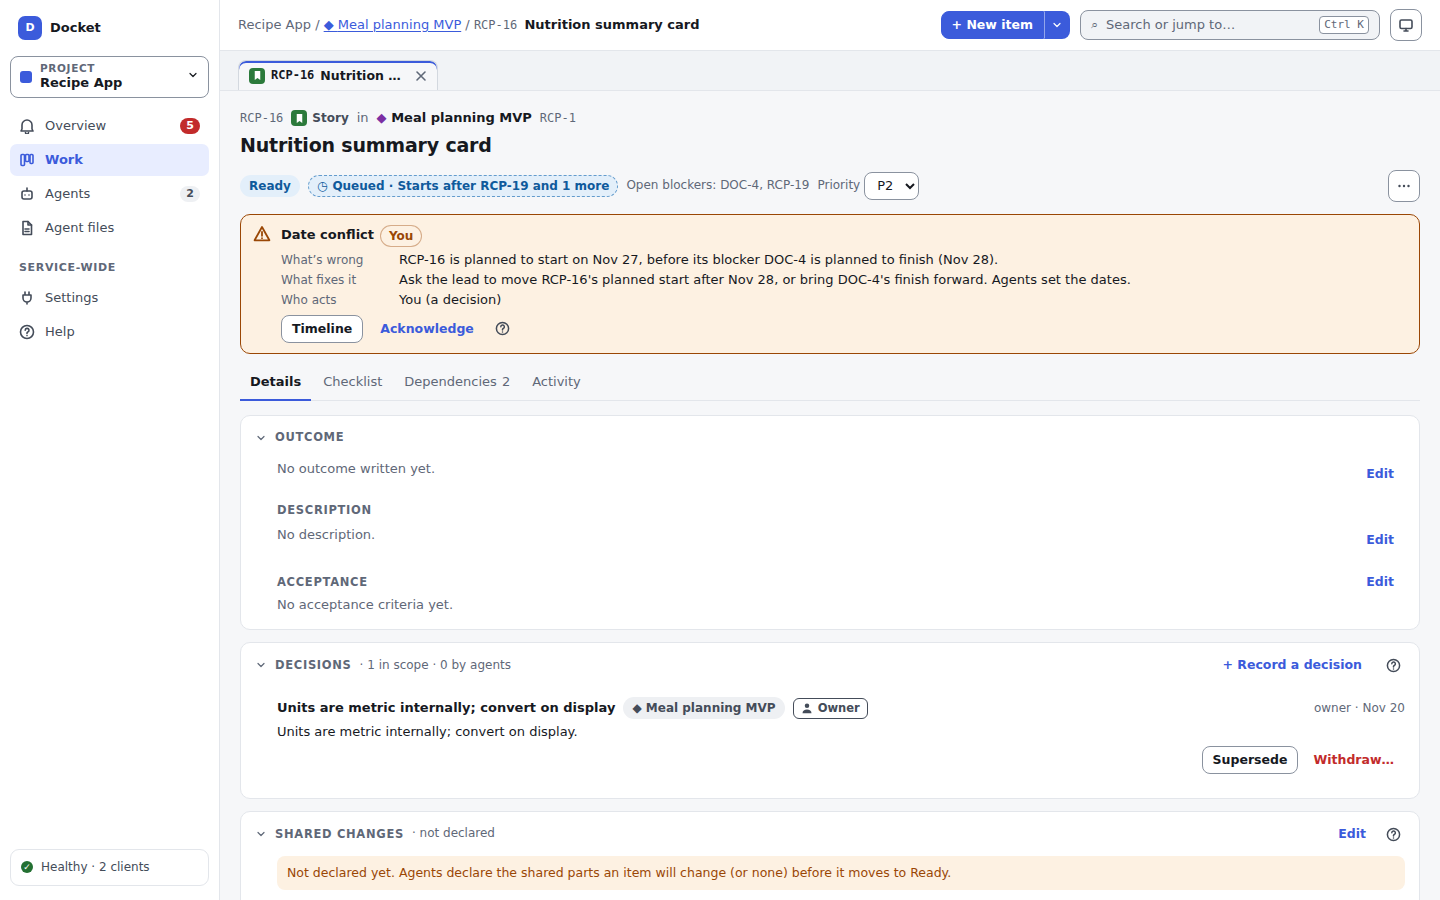 D Docket
PROJECT
Recipe App
Overview 5
Work
Agents 2
Agent files
SERVICE-WIDE
Settings
Help
Healthy · 2 clients
Recipe App / ◆ Meal planning MVP / RCP-16 Nutrition summary card
+ New item
Search or jump to… Ctrl K
RCP-16 Nutrition …
RCP-16 Story in ◆ Meal planning MVP RCP-1
Nutrition summary card
Ready
Queued · Starts after RCP-19 and 1 more
Open blockers: DOC-4, RCP-19 Priority P2
Date conflict You
What's wrong RCP-16 is planned to start on Nov 27, before its blocker DOC-4 is planned to finish (Nov 28).
What fixes it Ask the lead to move RCP-16's planned start after Nov 28, or bring DOC-4's finish forward. Agents set the dates.
Who acts You (a decision)
Timeline Acknowledge
Details Checklist Dependencies 2 Activity
OUTCOME
No outcome written yet.
Edit
DESCRIPTION
No description.
Edit
ACCEPTANCE Edit
No acceptance criteria yet.
DECISIONS · 1 in scope · 0 by agents + Record a decision
Units are metric internally; convert on display ◆ Meal planning MVP Owner owner · Nov 20
Units are metric internally; convert on display.
Supersede Withdraw…
SHARED CHANGES · not declared Edit
Not declared yet. Agents declare the shared parts an item will change (or none) before it moves to Ready.